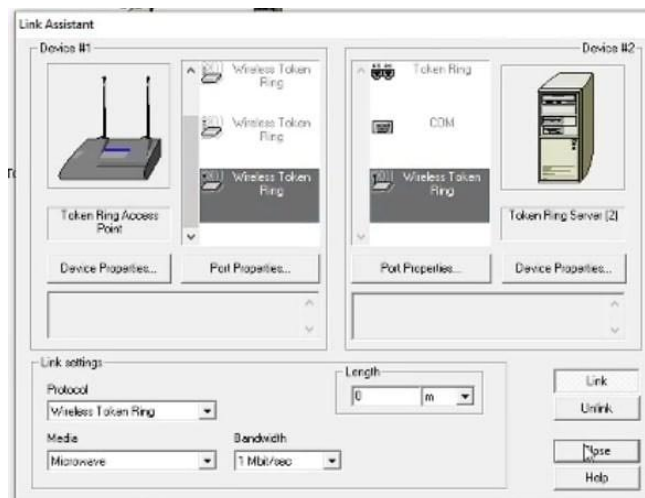 Link Assistant
Device #1
Wireless Token
Ring
Wireless Token
Ring
Wireless Token
Ring
Token Ring Access
Point
Device Properties...
Port Properties...
Device #2
Token Ring
COM
Wireless Token
Ring
Token Ring Server (2)
Port Properties...
Device Properties...
Link settings
Protocol
Wireless Token Ring
Length
0 m
Media
Microwave
Bandwidth
1 Mbit/sec
Link
Unlink
Close
Help